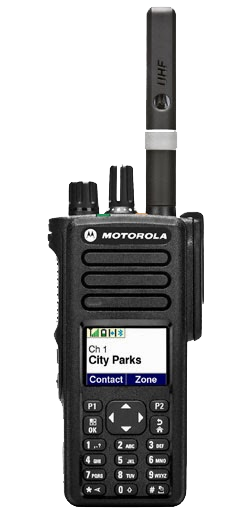 UHF
MOTOROLA
Ch 1
City Parks
Contact Zone
P1 P2
OK
1 .,? 2 ABC 3 DEF
4 GHI 5 JKL 6 MNO
7 PQRS 8 TUV 9 WXYZ
* 0 #